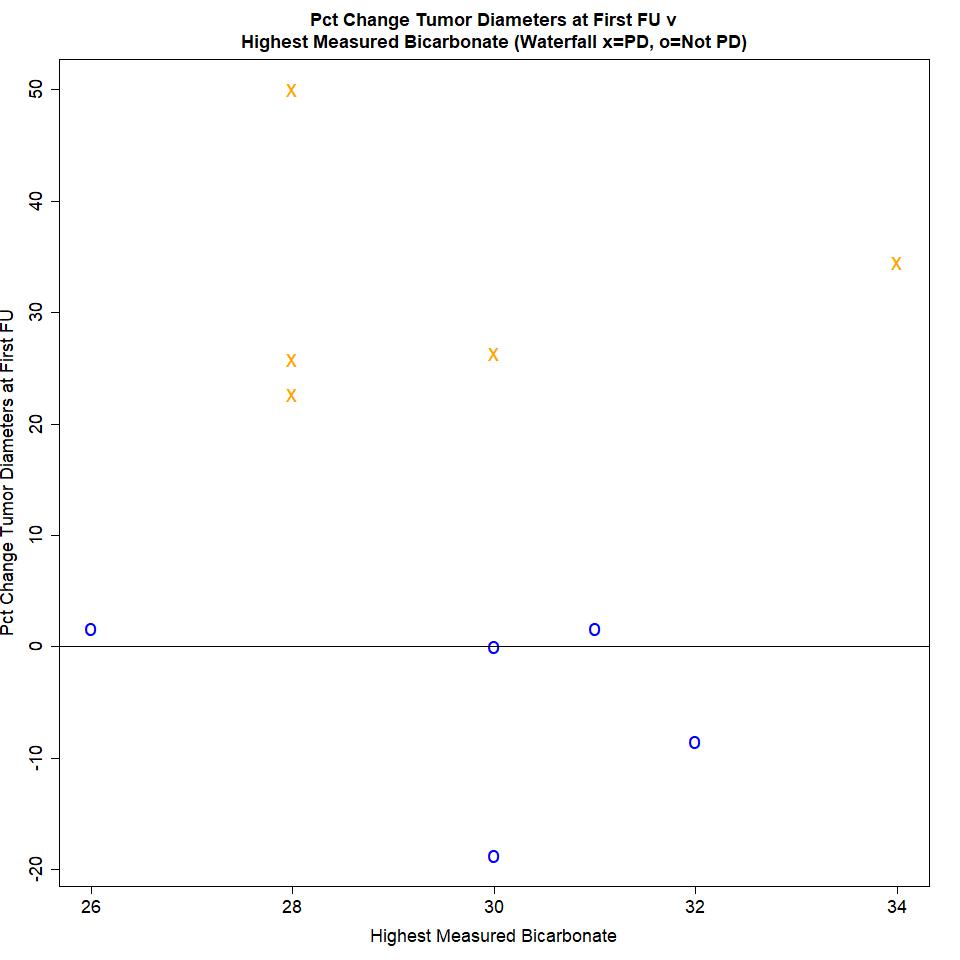 Pct Change Tumor Diameters at First FU v
Highest Measured Bicarbonate (Waterfall x=PD, o=Not PD)
Pct Change Tumor Diameters at First FU
50
40
30
20
10
0
-10
-20
X
X
X
X
X
O
O
O
O
O
26
28
30
32
34
Highest Measured Bicarbonate